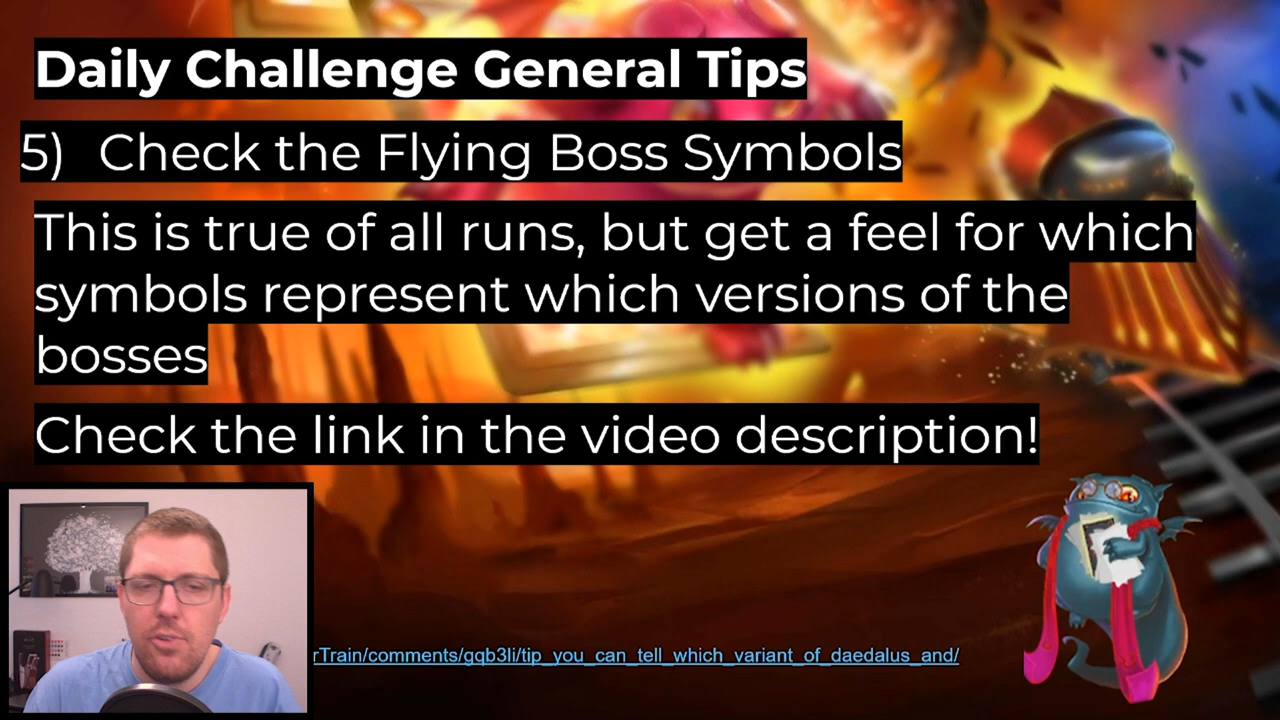 Daily Challenge General Tips
5) Check the Flying Boss Symbols
This is true of all runs, but get a feel for which
symbols represent which versions of the
bosses
Check the link in the video description!
rTrain/comments/gqb3li/tip_you_can_tell_which_variant_of_daedalus_and/